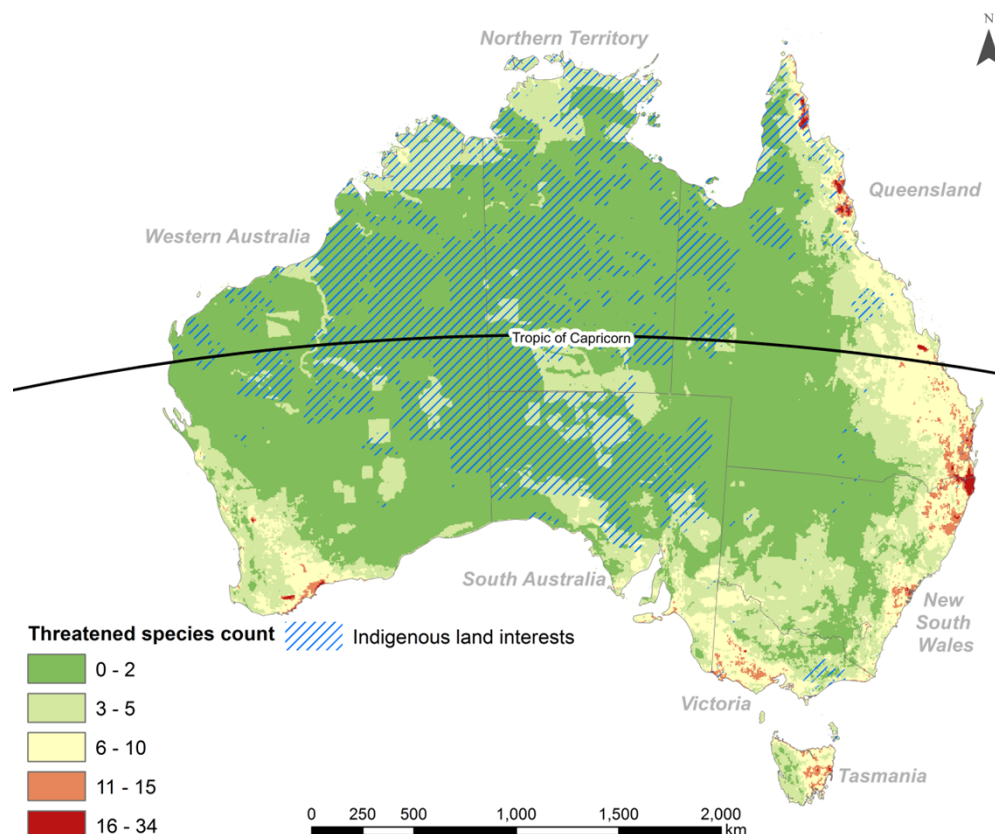 N
Northern Territory
Queensland
Western Australia
Tropic of Capricorn
South Australia
New
South
Wales
Victoria
Tasmania
Threatened species count
Indigenous land interests
0 - 2
3 - 5
6 - 10
11 - 15
16 - 34
0 500 1,000 1,500 2,000
km